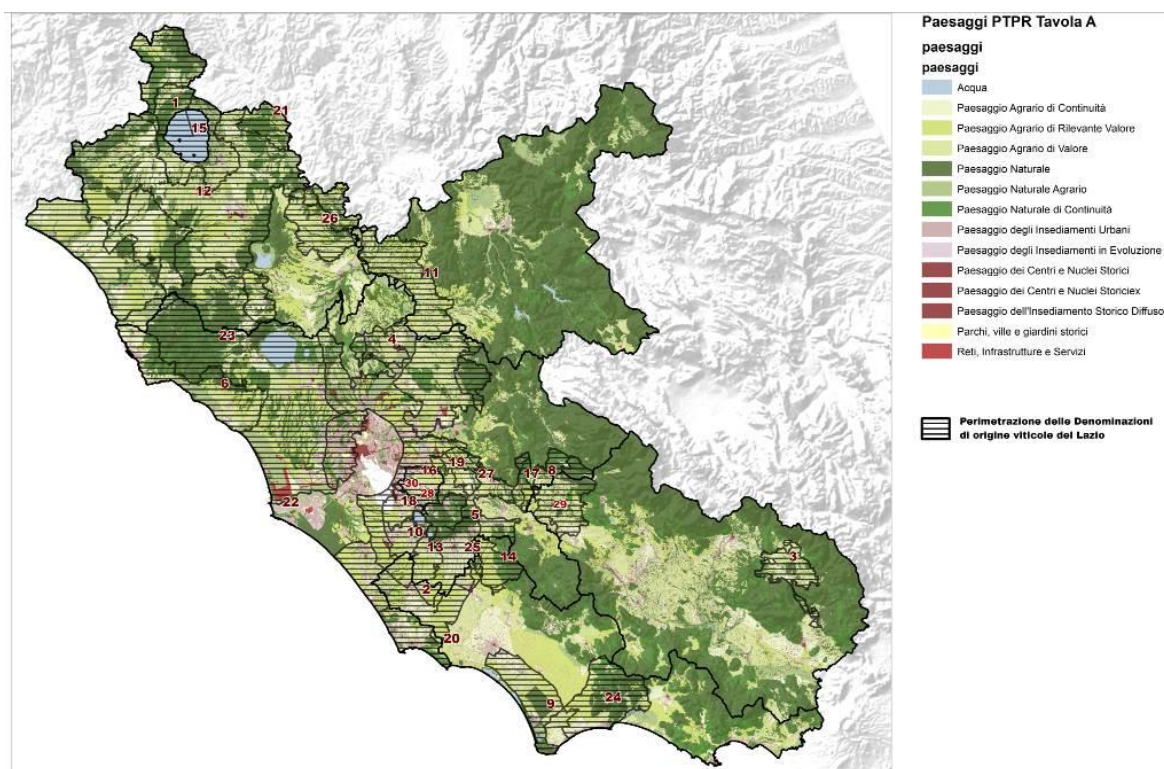 Paesaggi PTPR Tavola A
paesaggi
paesaggi
Acqua
Paesaggio Agrario di Continuità
Paesaggio Agrario di Rilevante Valore
Paesaggio Agrario di Valore
Paesaggio Naturale
Paesaggio Naturale Agrario
Paesaggio Naturale di Continuità
Paesaggio degli Insediamenti Urbani
Paesaggio degli Insediamenti in Evoluzione
Paesaggio dei Centri e Nuclei Storici
Paesaggio dei Centri e Nuclei Storiciex
Paesaggio dell'Insediamento Storico Diffuso
Parchi, ville e giardini storici
Reti, Infrastrutture e Servizi
Perimetrazione delle Denominazioni
di origine viticole del Lazio
1
21
15
12
26
11
23
4
6
19
16
27
17
8
30
28
29
22
18
5
10
13
25
14
3
2
20
9
24